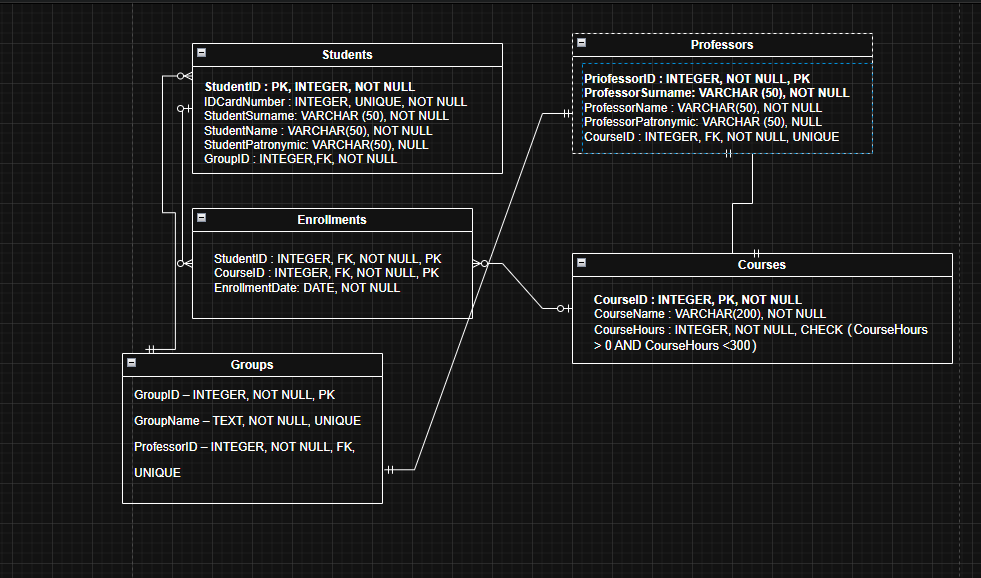 Students
StudentID : PK, INTEGER, NOT NULL
IDCardNumber : INTEGER, UNIQUE, NOT NULL
StudentSurname: VARCHAR (50), NOT NULL
StudentName : VARCHAR(50), NOT NULL
StudentPatronymic: VARCHAR(50), NULL
GroupID : INTEGER,FK, NOT NULL
Professors
PriofessorID : INTEGER, NOT NULL, PK
ProfessorSurname: VARCHAR (50), NOT NULL
ProfessorName : VARCHAR(50), NOT NULL
ProfessorPatronymic: VARCHAR (50), NULL
CourseID : INTEGER, FK, NOT NULL, UNIQUE
Enrollments
StudentID : INTEGER, FK, NOT NULL, PK
CourseID : INTEGER, FK, NOT NULL, PK
EnrollmentDate: DATE, NOT NULL
Courses
CourseID : INTEGER, PK, NOT NULL
CourseName : VARCHAR(200), NOT NULL
CourseHours : INTEGER, NOT NULL, CHECK (CourseHours
> 0 AND CourseHours <300)
Groups
GroupID – INTEGER, NOT NULL, PK
GroupName – TEXT, NOT NULL, UNIQUE
ProfessorID – INTEGER, NOT NULL, FK,
UNIQUE